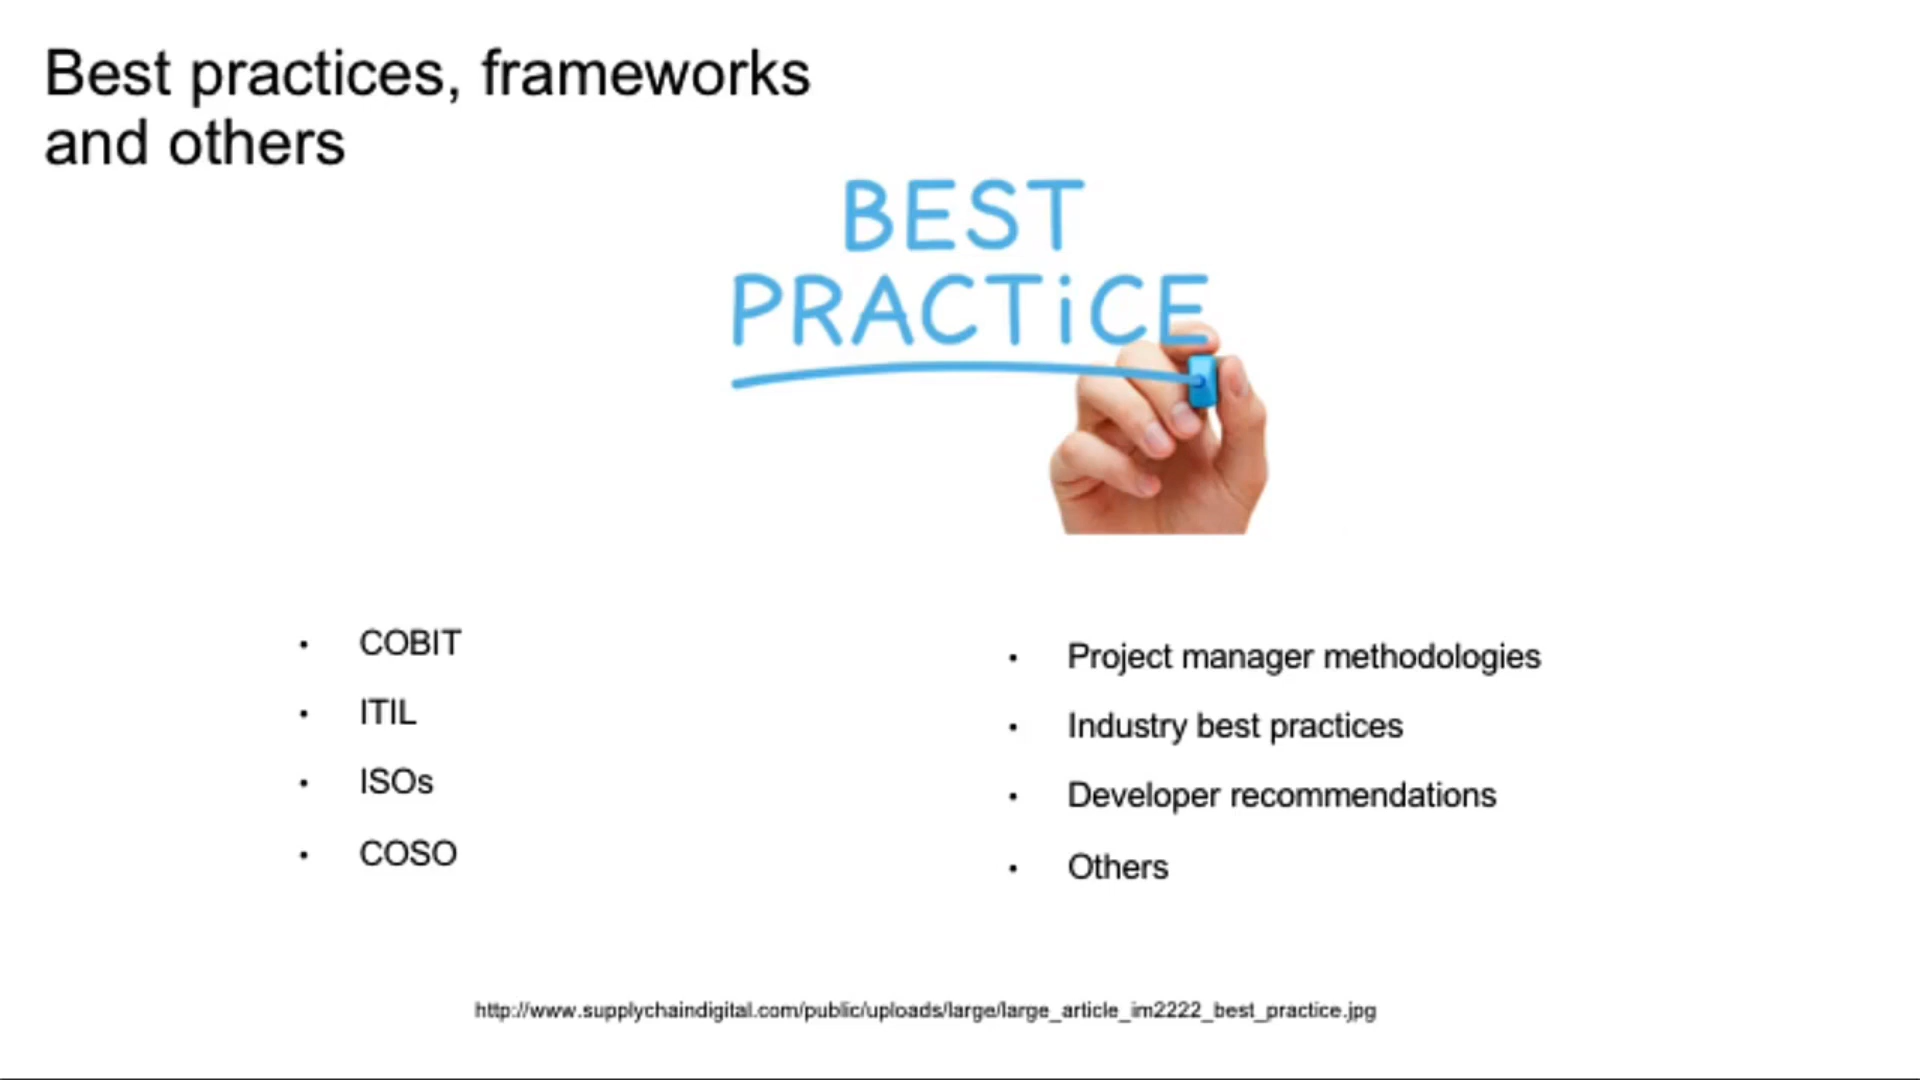 Best practices, frameworks
and others
BEST
PRACTiCE
• COBIT
• ITIL
• ISOs
• COSO
• Project manager methodologies
• Industry best practices
• Developer recommendations
• Others
http://www.supplychaindigital.com/public/uploads/large/large_article_im2222_best_practice.jpg